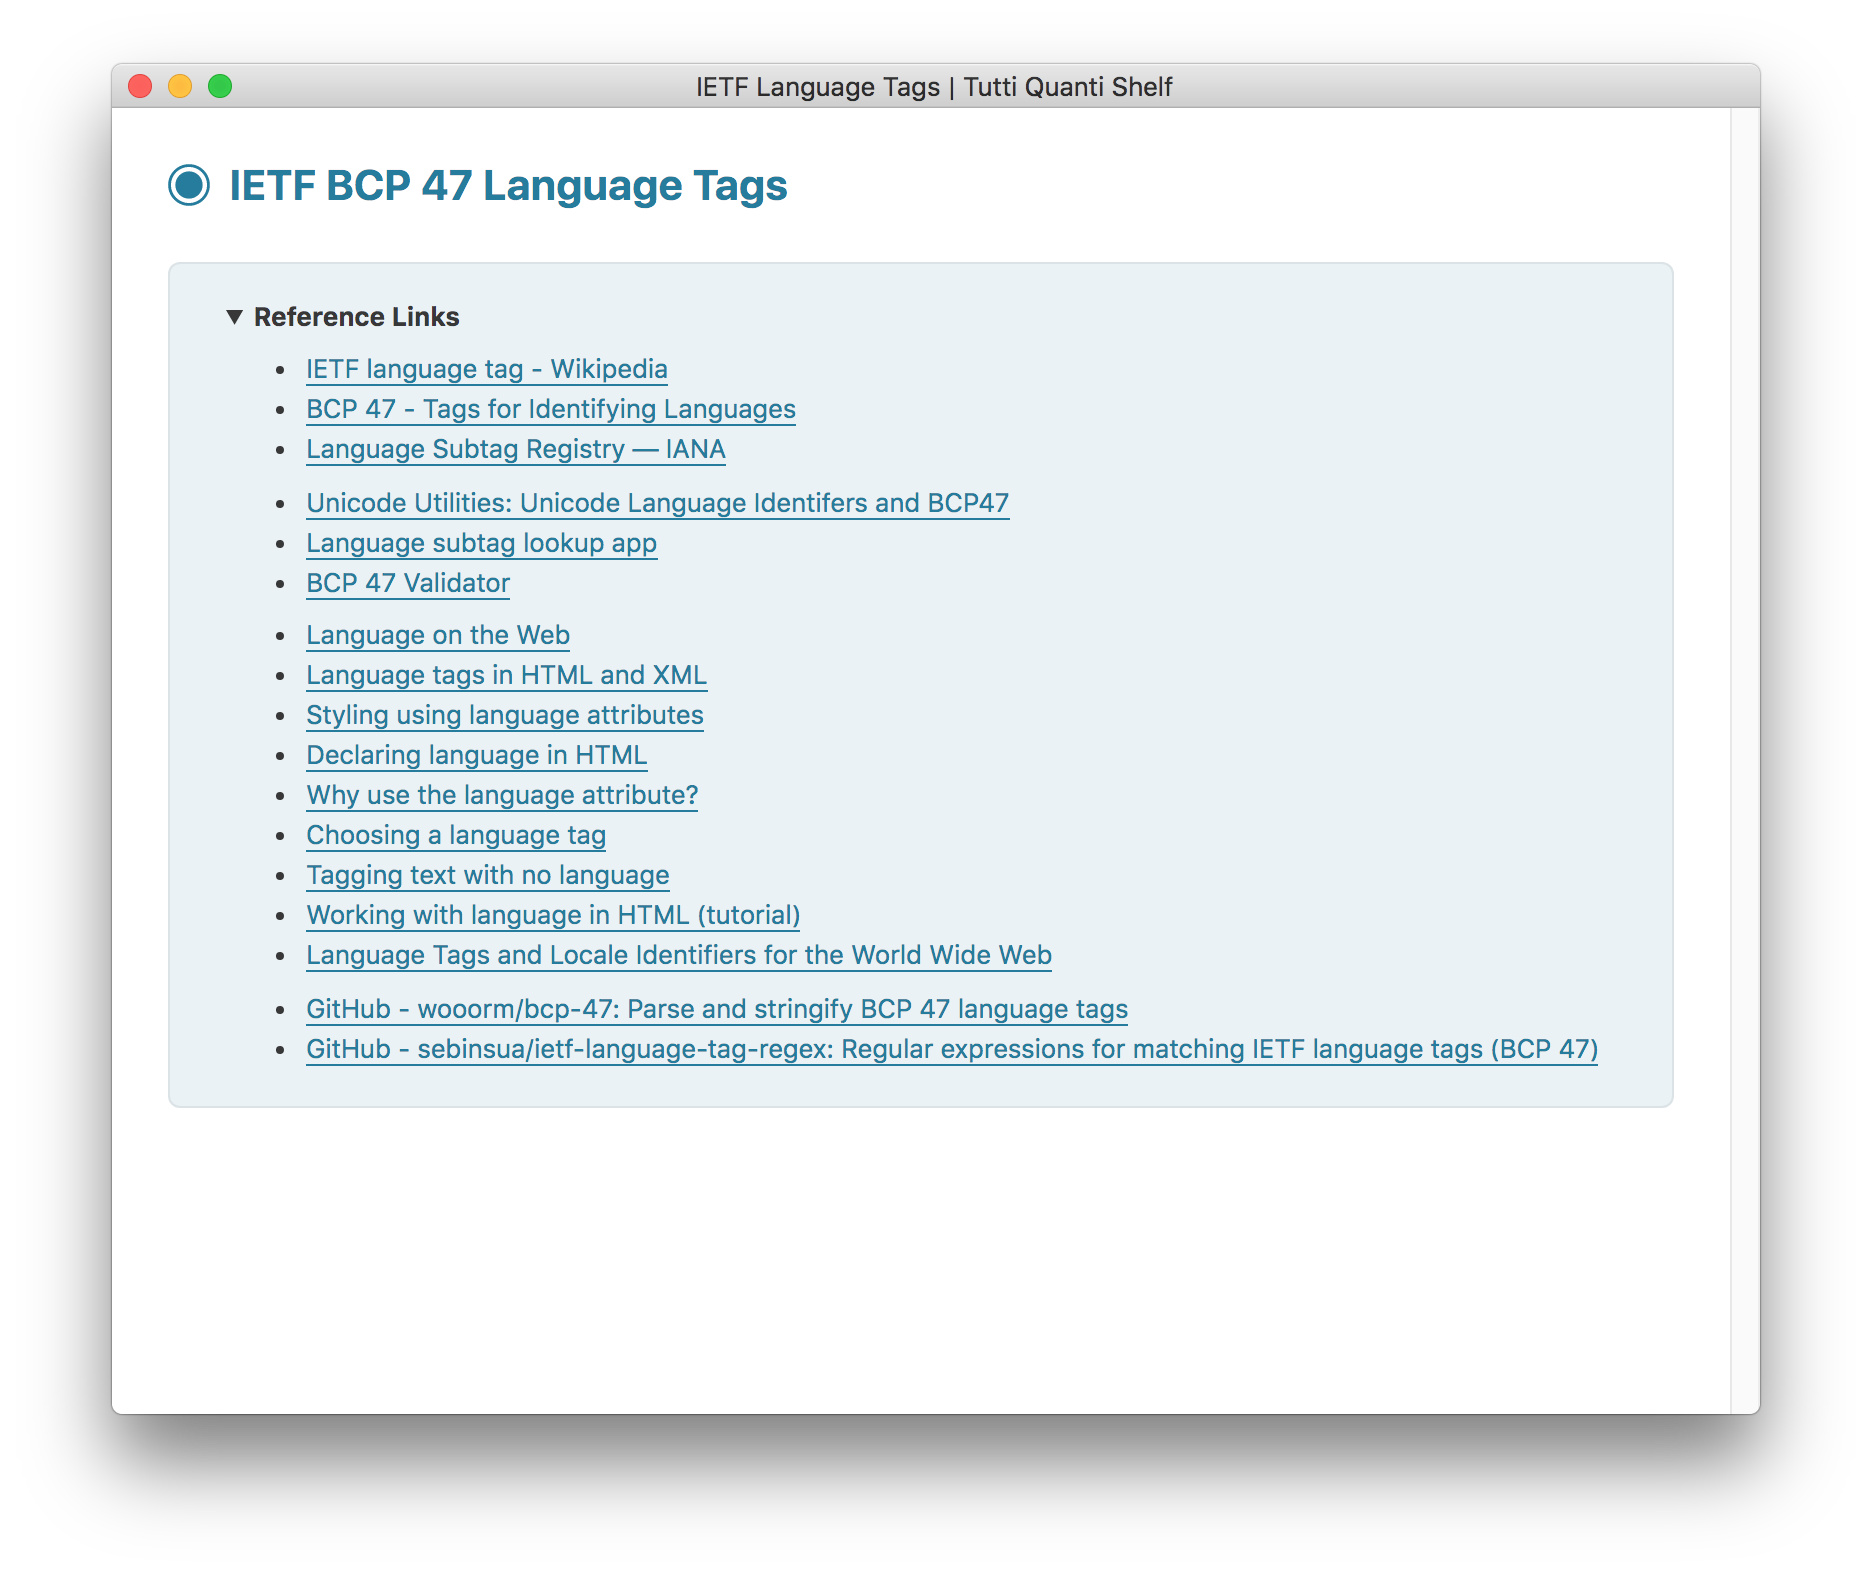 IETF Language Tags | Tutti Quanti Shelf
IETF BCP 47 Language Tags
Reference Links
IETF language tag - Wikipedia
BCP 47 - Tags for Identifying Languages
Language Subtag Registry — IANA
Unicode Utilities: Unicode Language Identifers and BCP47
Language subtag lookup app
BCP 47 Validator
Language on the Web
Language tags in HTML and XML
Styling using language attributes
Declaring language in HTML
Why use the language attribute?
Choosing a language tag
Tagging text with no language
Working with language in HTML (tutorial)
Language Tags and Locale Identifiers for the World Wide Web
GitHub - wooorm/bcp-47: Parse and stringify BCP 47 language tags
GitHub - sebinsua/ietf-language-tag-regex: Regular expressions for matching IETF language tags (BCP 47)